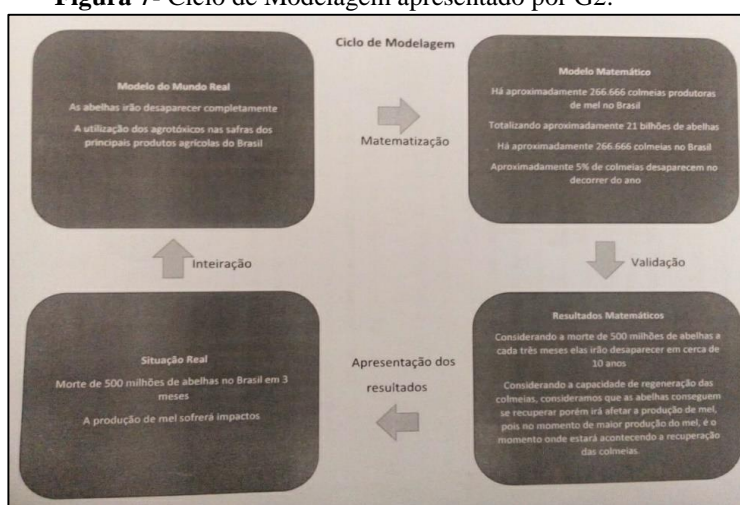 Figura 7- Ciclo de Modelagem apresentado por G2.
Ciclo de Modelagem
Modelo do Mundo Real
As abelhas irão desaparecer completamente
A utilização dos agrotóxicos nas safras dos
principais produtos agrícolas do Brasil
Matematização
Modelo Matemático
Há aproximadamente 266.666 colmeias produtoras
de mel no Brasil
Totalizando aproximadamente 21 bilhões de abelhas
Há aproximadamente 266.666 colmeias no Brasil
Aproximadamente 5% de colmeias desaparecem no
decorrer do ano
Inteiração
Validação
Situação Real
Morte de 500 milhões de abelhas no Brasil em 3
meses
A produção de mel sofrerá impactos
Apresentação dos
resultados
Resultados Matemáticos
Considerando a morte de 500 milhões de abelhas a
cada três meses elas irão desaparecer em cerca de
10 anos
Considerando a capacidade de regeneração das
colmeias, consideramos que as abelhas conseguem
se recuperar porém irá afetar a produção de mel,
pois no momento de maior produção do mel, é o
momento onde estará acontecendo a recuperação
das colmeias.